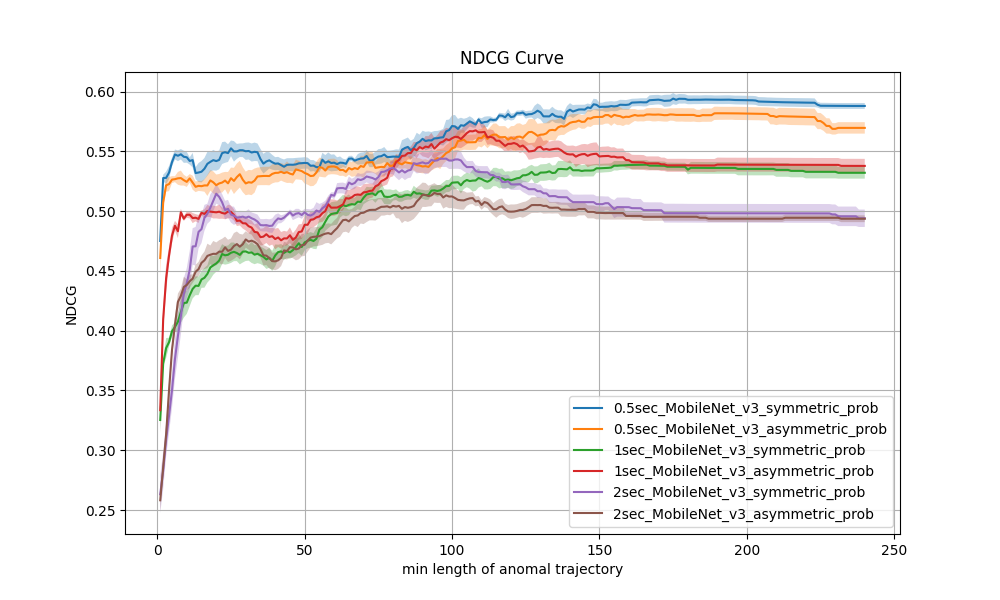 NDCG Curve
0.60
0.55
0.50
0.45
0.40
0.35
0.30
0.25
NDCG
0.5sec_MobileNet_v3_symmetric_prob
0.5sec_MobileNet_v3_asymmetric_prob
1sec_MobileNet_v3_symmetric_prob
1sec_MobileNet_v3_asymmetric_prob
2sec_MobileNet_v3_symmetric_prob
2sec_MobileNet_v3_asymmetric_prob
0 50 100 150 200 250
min length of anomal trajectory